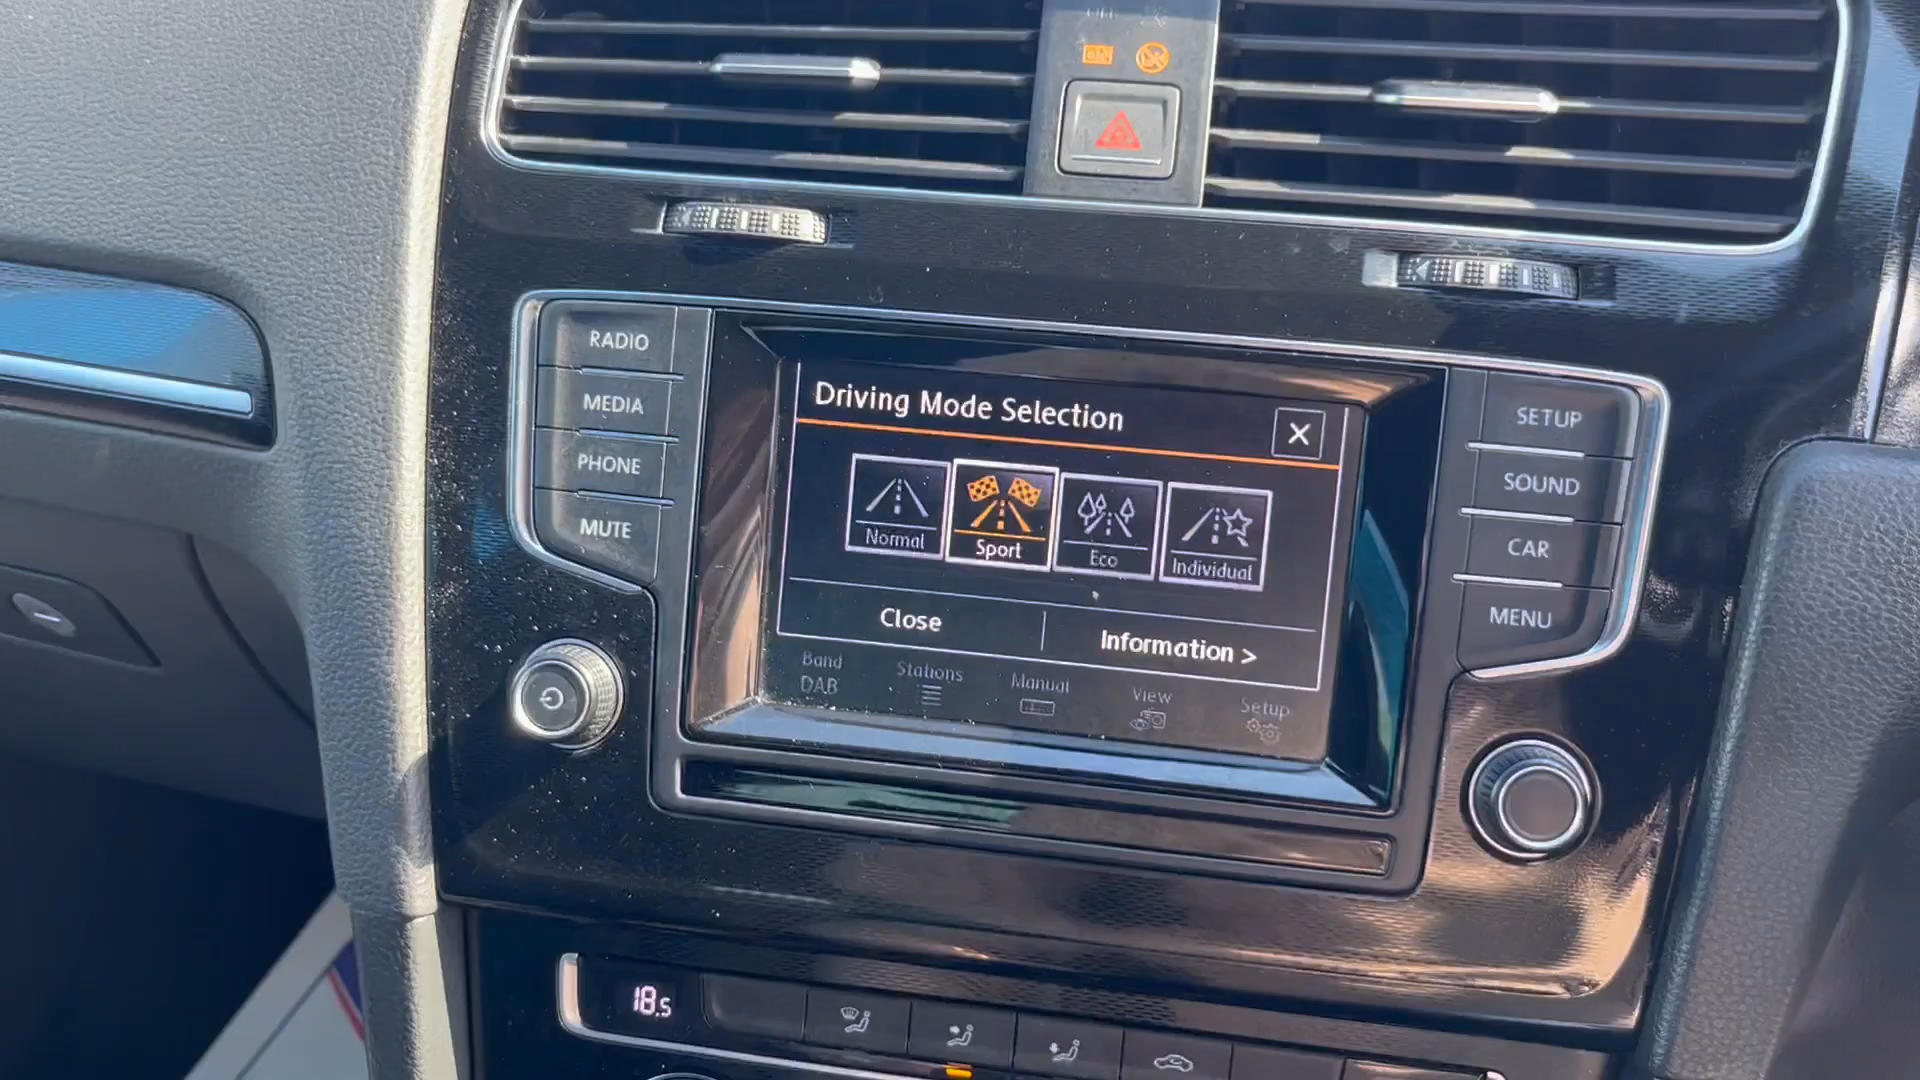 RADIO
MEDIA
PHONE
MUTE
Driving Mode Selection
Normal
Sport
Eco
Individual
Close
Information >
Band
DAB
Stations
Manual
View
Setup
SETUP
SOUND
CAR
MENU
18.5